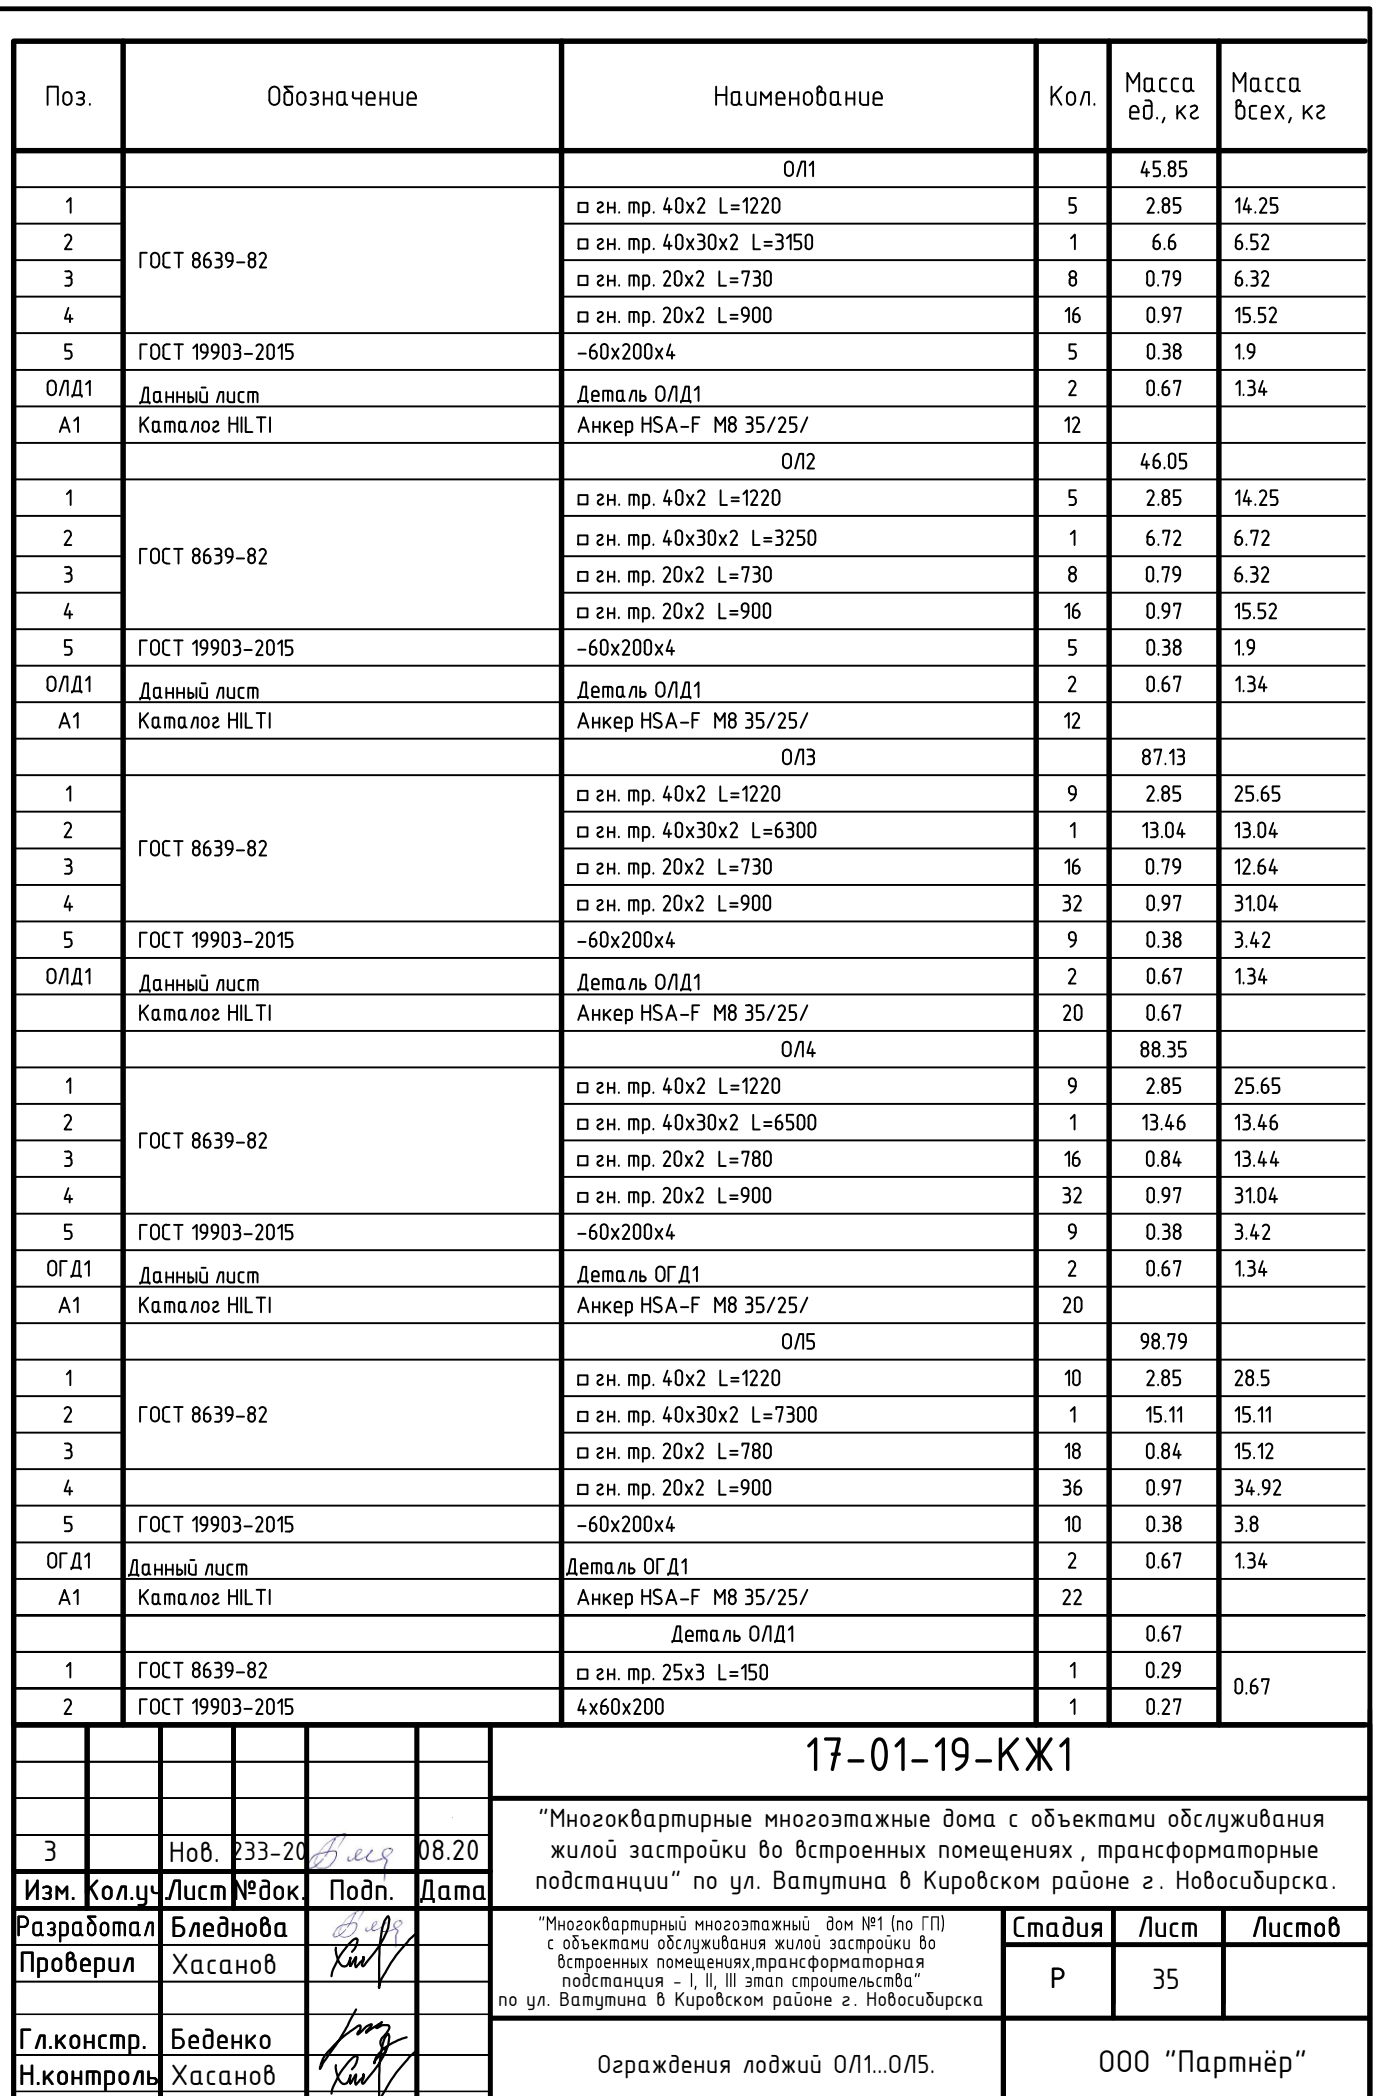 Поз. Обозначение Наименование Кол. Масса ед., кг Масса всех, кг
ОЛ1 45.85
1 □ гн. тр. 40х2 L=1220 5 2.85 14.25
2 □ гн. тр. 40х30х2 L=3150 1 6.6 6.52
ГОСТ 8639-82
3 □ гн. тр. 20х2 L=730 8 0.79 6.32
4 □ гн. тр. 20х2 L=900 16 0.97 15.52
5 ГОСТ 19903-2015 -60х200х4 5 0.38 1.9
ОЛД1 Данный лист Деталь ОЛД1 2 0.67 1.34
А1 Каталог HILTI Анкер HSA-F M8 35/25/ 12
ОЛ2 46.05
1 □ гн. тр. 40х2 L=1220 5 2.85 14.25
2 □ гн. тр. 40х30х2 L=3250 1 6.72 6.72
ГОСТ 8639-82
3 □ гн. тр. 20х2 L=730 8 0.79 6.32
4 □ гн. тр. 20х2 L=900 16 0.97 15.52
5 ГОСТ 19903-2015 -60х200х4 5 0.38 1.9
ОЛД1 Данный лист Деталь ОЛД1 2 0.67 1.34
А1 Каталог HILTI Анкер HSA-F M8 35/25/ 12
ОЛ3 87.13
1 □ гн. тр. 40х2 L=1220 9 2.85 25.65
2 □ гн. тр. 40х30х2 L=6300 1 13.04 13.04
ГОСТ 8639-82
3 □ гн. тр. 20х2 L=730 16 0.79 12.64
4 □ гн. тр. 20х2 L=900 32 0.97 31.04
5 ГОСТ 19903-2015 -60х200х4 9 0.38 3.42
ОЛД1 Данный лист Деталь ОЛД1 2 0.67 1.34
Каталог HILTI Анкер HSA-F M8 35/25/ 20 0.67
ОЛ4 88.35
1 □ гн. тр. 40х2 L=1220 9 2.85 25.65
2 □ гн. тр. 40х30х2 L=6500 1 13.46 13.46
ГОСТ 8639-82
3 □ гн. тр. 20х2 L=780 16 0.84 13.44
4 □ гн. тр. 20х2 L=900 32 0.97 31.04
5 ГОСТ 19903-2015 -60х200х4 9 0.38 3.42
ОГД1 Данный лист Деталь ОГД1 2 0.67 1.34
А1 Каталог HILTI Анкер HSA-F M8 35/25/ 20
ОЛ5 98.79
1 □ гн. тр. 40х2 L=1220 10 2.85 28.5
2 ГОСТ 8639-82 □ гн. тр. 40х30х2 L=7300 1 15.11 15.11
3 □ гн. тр. 20х2 L=780 18 0.84 15.12
4 □ гн. тр. 20х2 L=900 36 0.97 34.92
5 ГОСТ 19903-2015 -60х200х4 10 0.38 3.8
ОГД1 Данный лист Деталь ОГД1 2 0.67 1.34
А1 Каталог HILTI Анкер HSA-F M8 35/25/ 22
Деталь ОЛД1 0.67
1 ГОСТ 8639-82 □ гн. тр. 25х3 L=150 1 0.29
0.67
2 ГОСТ 19903-2015 4х60х200 1 0.27
17-01-19-КЖ1
"Многоквартирные многоэтажные дома с объектами обслуживания
жилой застройки во встроенных помещениях, трансформаторные
подстанции" по ул. Ватутина в Кировском районе г. Новосибирска.
3 Нов. 233-20 08.20
Изм. Кол.уч Лист №док. Подп. Дата
Разработал Бледнова
Проверил Хасанов
Гл.констр. Беденко
Н.контроль Хасанов
"Многоквартирный многоэтажный дом №1 (по ГП)
с объектами обслуживания жилой застройки во
встроенных помещениях,трансформаторная
подстанция - I, II, III этап строительства"
по ул. Ватутина в Кировском районе г. Новосибирска
Стадия Лист Листов
Р 35
Ограждения лоджий ОЛ1...ОЛ5.
ООО "Партнёр"